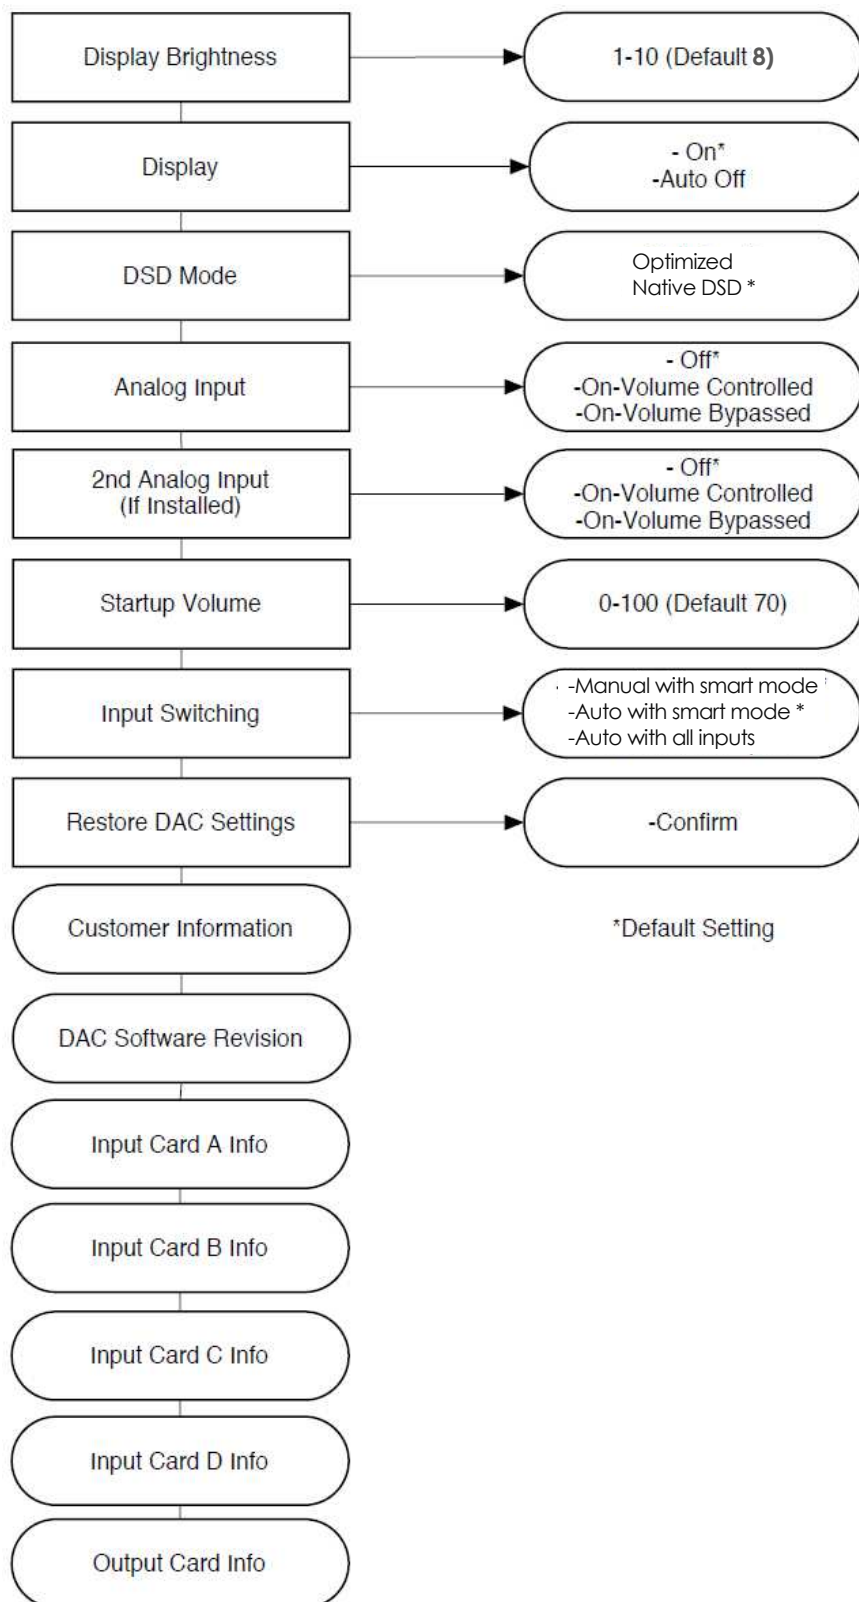 Display Brightness
1-10 (Default 8)
Display
- On*
-Auto Off
DSD Mode
Optimized
Native DSD *
Analog Input
- Off*
-On-Volume Controlled
-On-Volume Bypassed
2nd Analog Input
(If Installed)
- Off*
-On-Volume Controlled
-On-Volume Bypassed
Startup Volume
0-100 (Default 70)
Input Switching
-Manual with smart mode
-Auto with smart mode *
-Auto with all inputs
Restore DAC Settings
-Confirm
Customer Information
*Default Setting
DAC Software Revision
Input Card A Info
Input Card B Info
Input Card C Info
Input Card D Info
Output Card Info